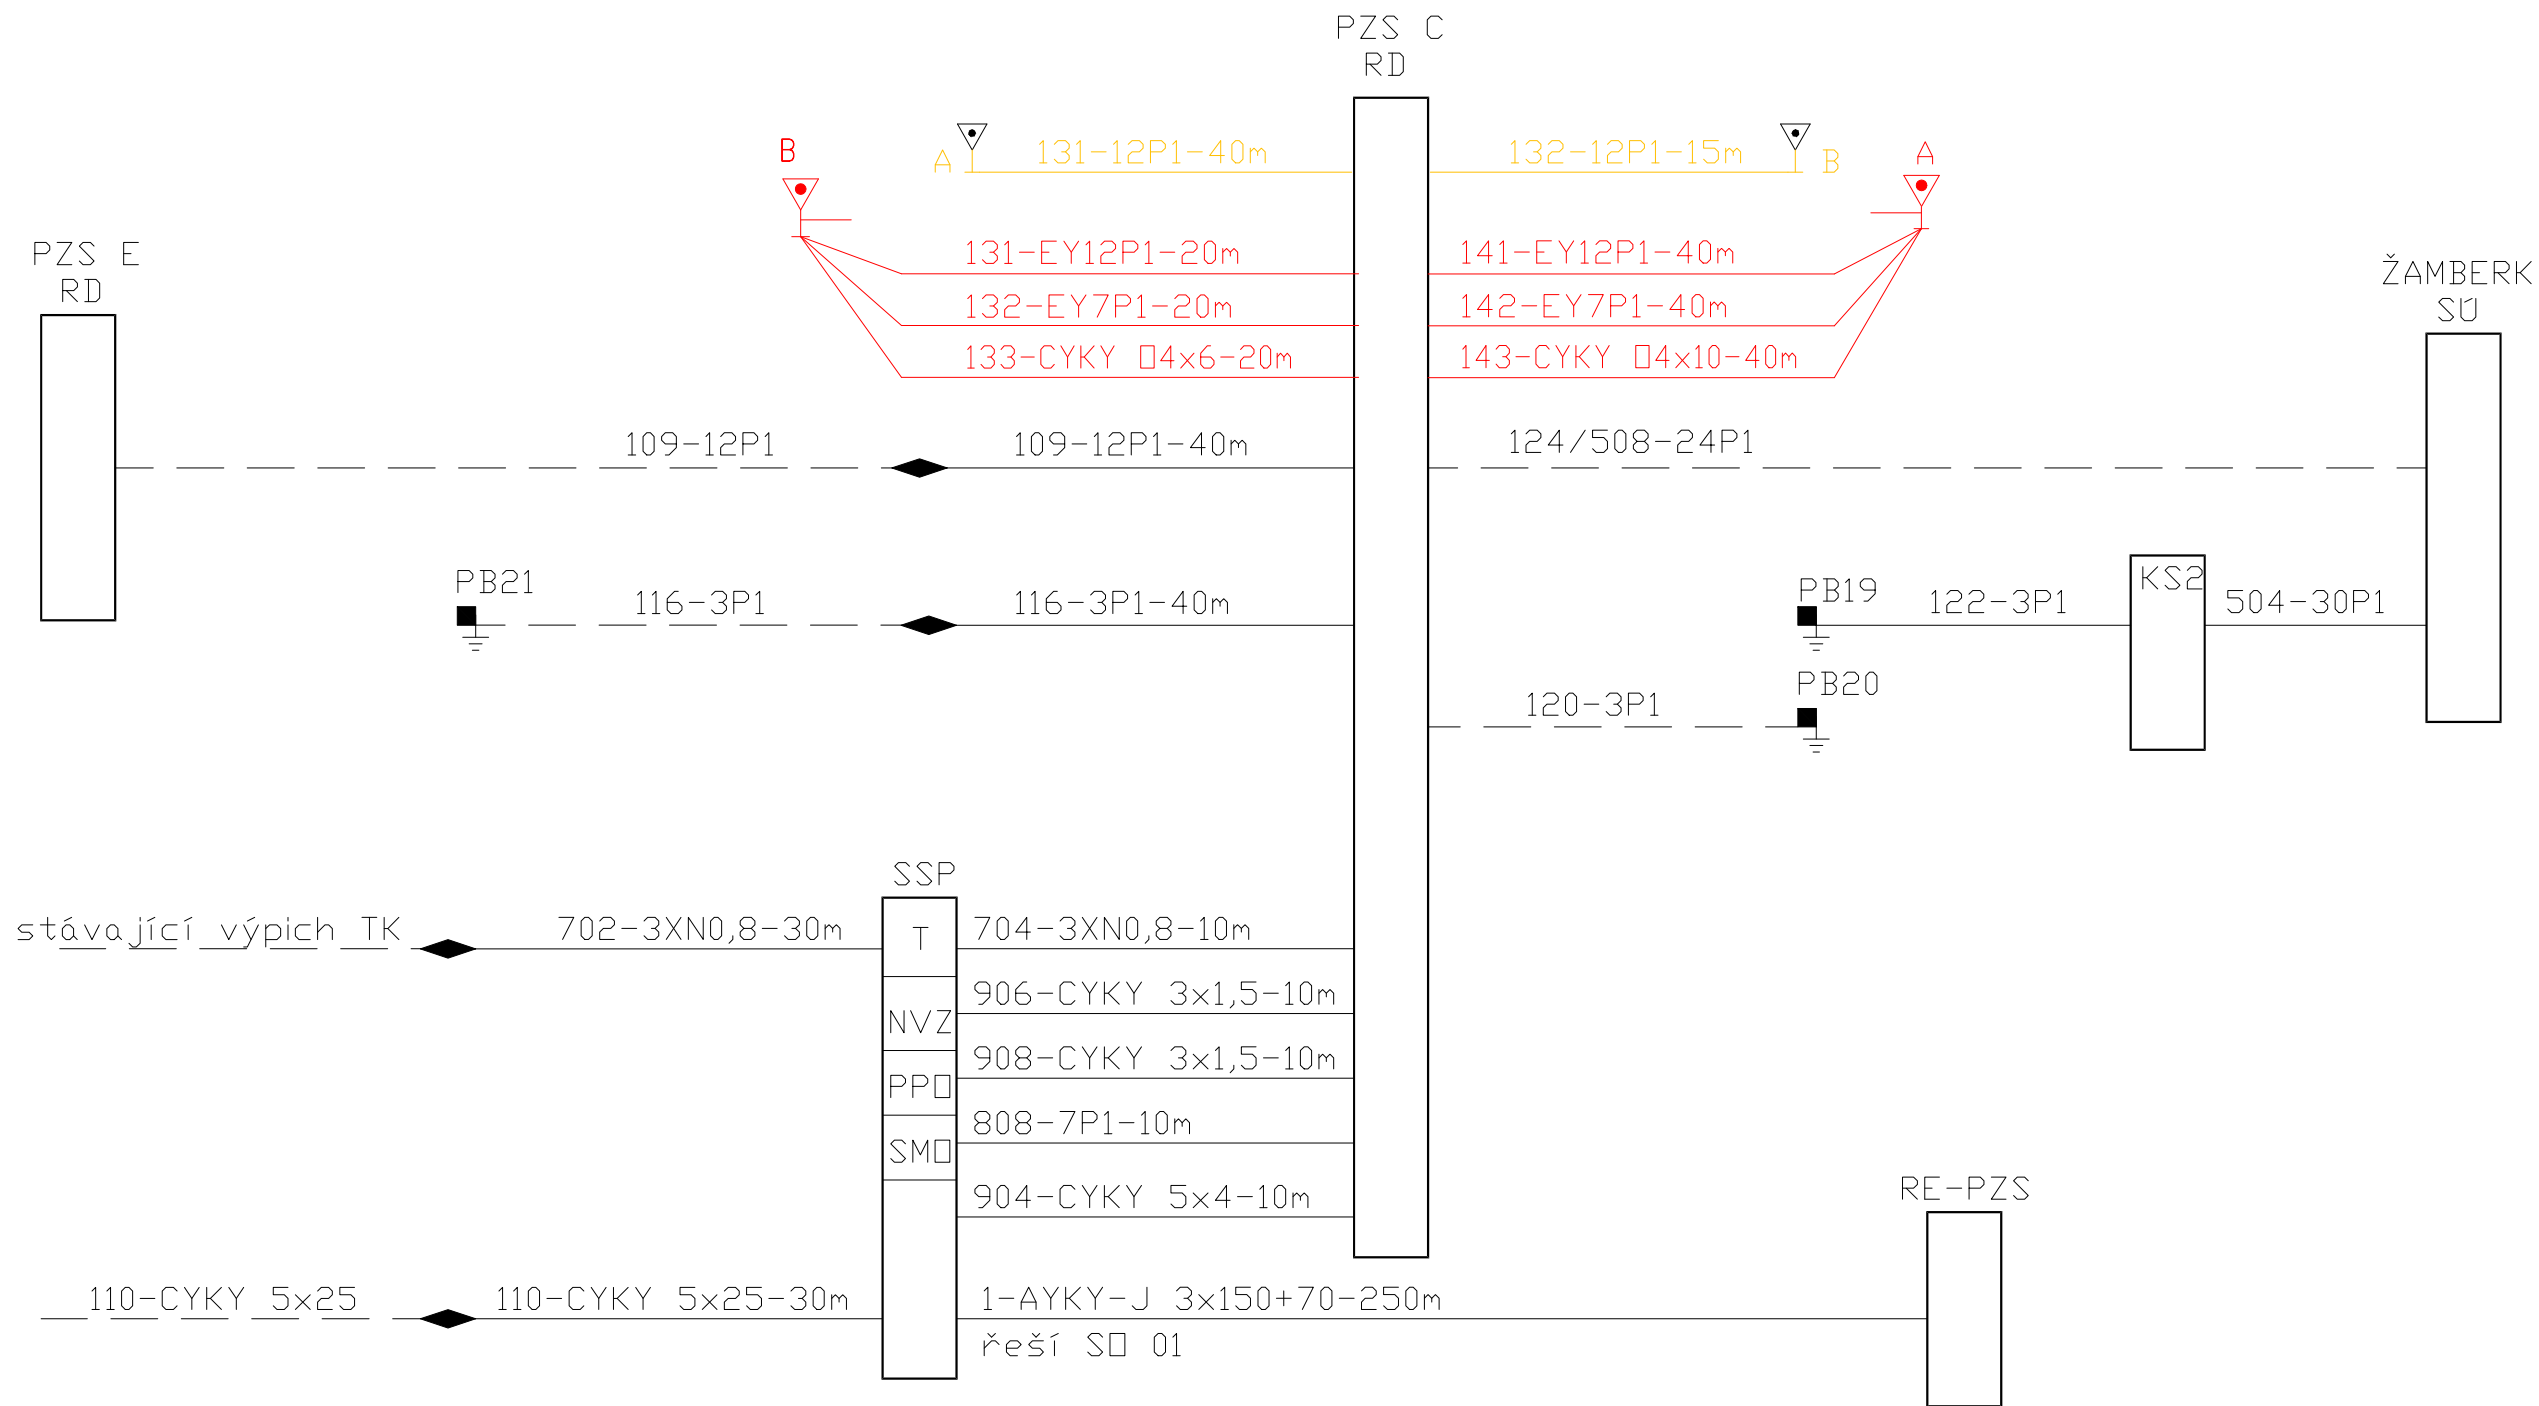 PZS C
RD
B
A
131-12P1-40m
132-12P1-15m
B
A
PZS E
RD
131-EY12P1-20m
141-EY12P1-40m
ŽAMBERK
SÚ
132-EY7P1-20m
142-EY7P1-40m
133-CYKY O4x6-20m
143-CYKY O4x10-40m
109-12P1
109-12P1-40m
124/508-24P1
PB21
116-3P1
116-3P1-40m
PB19
122-3P1
KS2
504-30P1
PB20
120-3P1
SSP
stávající výpich TK
702-3XN0,8-30m
T
704-3XN0,8-10m
906-CYKY 3x1,5-10m
NVZ
908-CYKY 3x1,5-10m
PPO
808-7P1-10m
SMO
904-CYKY 5x4-10m
RE-PZS
110-CYKY 5x25
110-CYKY 5x25-30m
1-AYKY-J 3x150+70-250m
řeší SO 01